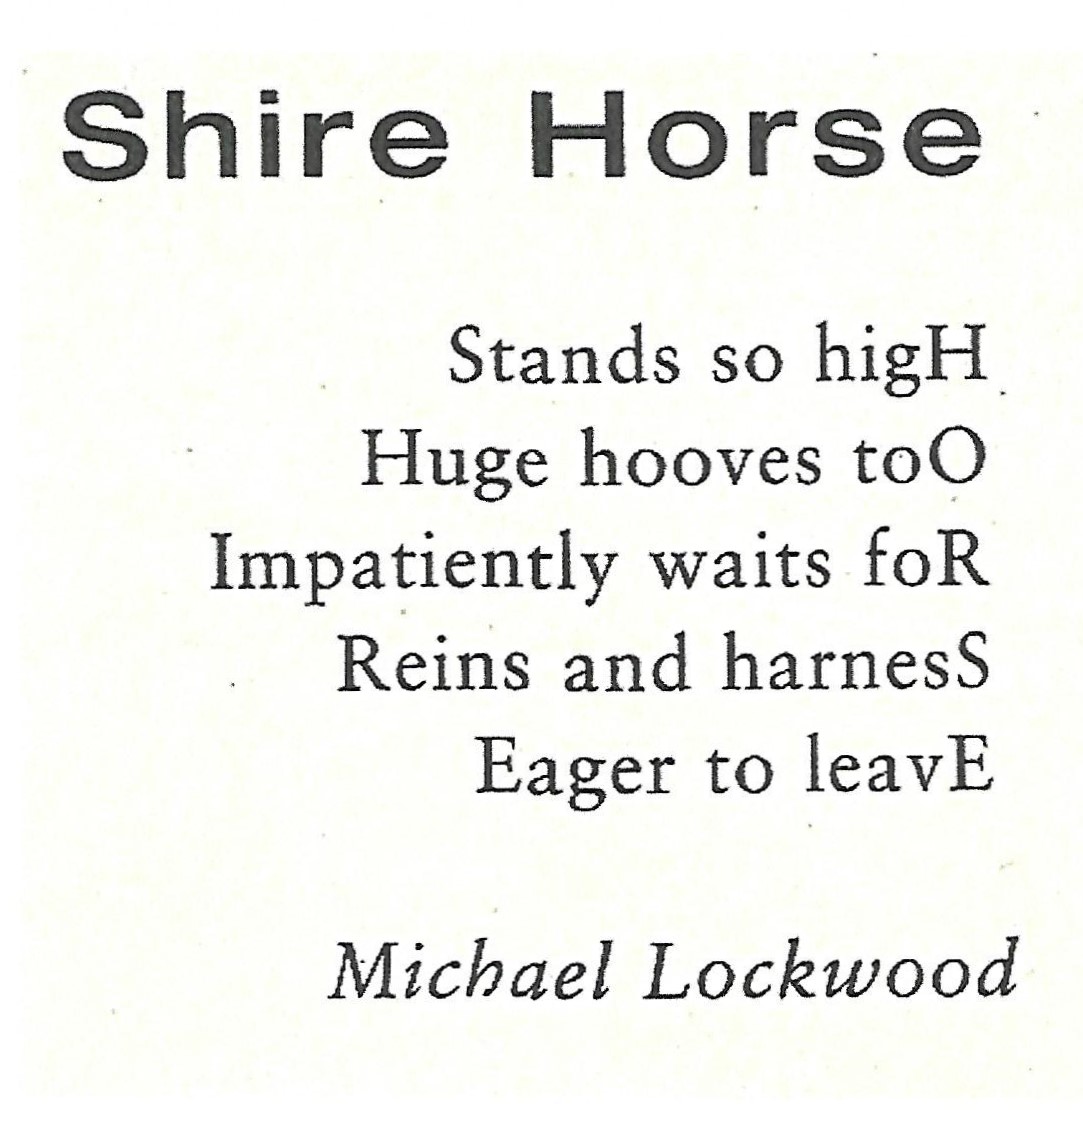 Shire Horse
Stands so higH
Huge hooves toO
Impatiently waits foR
Reins and harnesS
Eager to leavE
Michael Lockwood